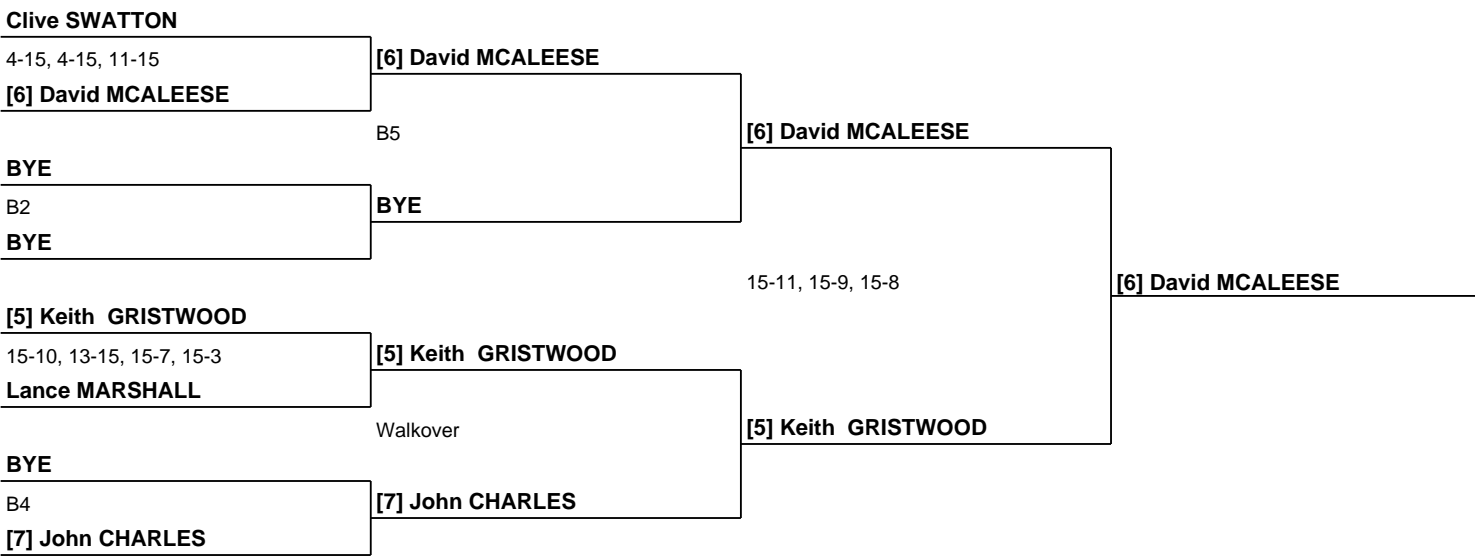 Clive SWATTON
4-15, 4-15, 11-15
[6] David MCALEESE
[6] David MCALEESE
B5
[6] David MCALEESE
BYE
B2
BYE
BYE
15-11, 15-9, 15-8
[6] David MCALEESE
[5] Keith  GRISTWOOD
15-10, 13-15, 15-7, 15-3
[5] Keith  GRISTWOOD
Lance MARSHALL
Walkover
[5] Keith  GRISTWOOD
BYE
B4
[7] John CHARLES
[7] John CHARLES